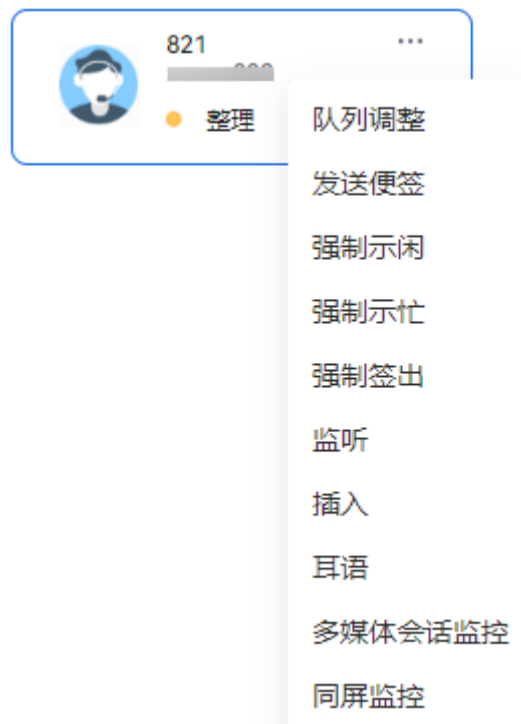 821
整理
队列调整
发送便签
强制示闲
强制示忙
强制签出
监听
插入
耳语
多媒体会话监控
同屏监控